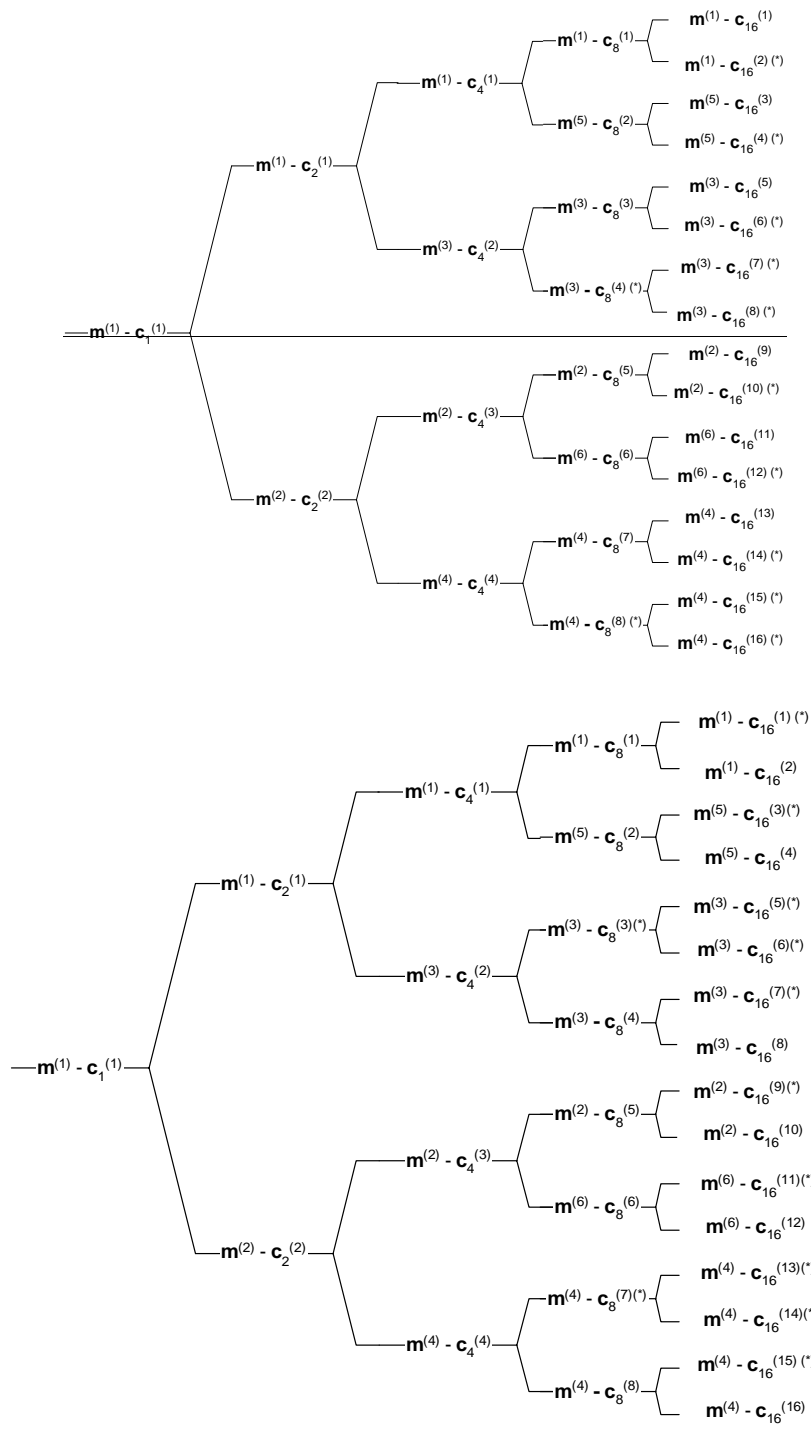 m(1) - c16(1)
m(1) - c8(1)
m(1) - c16(2) (*)
m(1) - c4(1)
m(5) - c16(3)
m(5) - c8(2)
m(5) - c16(4) (*)
m(1) - c2(1)
m(3) - c16(5)
m(3) - c8(3)
m(3) - c16(6) (*)
m(3) - c4(2)
m(3) - c16(7) (*)
m(3) - c8(4) (*)
m(3) - c16(8) (*)
m(1) - c1(1)
m(2) - c16(9)
m(2) - c8(5)
m(2) - c16(10) (*)
m(2) - c4(3)
m(6) - c16(11)
m(6) - c8(6)
m(6) - c16(12) (*)
m(2) - c2(2)
m(4) - c16(13)
m(4) - c8(7)
m(4) - c16(14) (*)
m(4) - c4(4)
m(4) - c16(15) (*)
m(4) - c8(8) (*)
m(4) - c16(16) (*)
m(1) - c16(1) (*)
m(1) - c8(1)
m(1) - c16(2)
m(1) - c4(1)
m(5) - c16(3)(*)
m(5) - c8(2)
m(5) - c16(4)
m(1) - c2(1)
m(3) - c16(5)(*)
m(3) - c8(3)(*)
m(3) - c16(6)(*)
m(3) - c4(2)
m(3) - c16(7)(*)
m(3) - c8(4)
m(3) - c16(8)
m(1) - c1(1)
m(2) - c16(9)(*)
m(2) - c8(5)
m(2) - c16(10)
m(2) - c4(3)
m(6) - c16(11)(*
m(6) - c8(6)
m(6) - c16(12)
m(2) - c2(2)
m(4) - c16(13)(*
m(4) - c8(7)(*)
m(4) - c16(14)(*
m(4) - c4(4)
m(4) - c16(15) (*
m(4) - c8(8)
m(4) - c16(16)